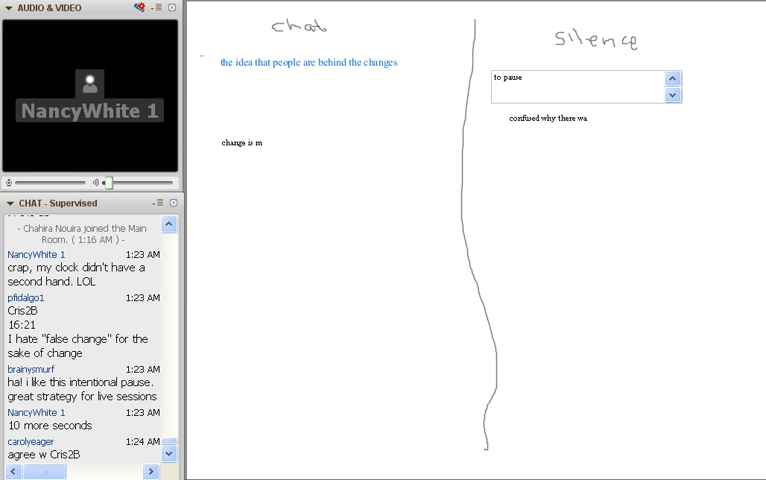 AUDIO & VIDEO
NancyWhite 1
CHAT - Supervised
- Chahira Nouira joined the Main
Room. ( 1:16 AM ) -
NancyWhite 1 1:23 AM
crap, my clock didn't have a
second hand. LOL
pfidalgo1 1:23 AM
Cris2B
16:21
I hate "false change" for the
sake of change
brainysmurf 1:23 AM
ha! i like this intentional pause.
great strategy for live sessions
NancyWhite 1 1:23 AM
10 more seconds
carolyeager 1:24 AM
agree w Cris2B
chat
the idea that people are behind the changes
change is m
silence
to pause
confused why there wa